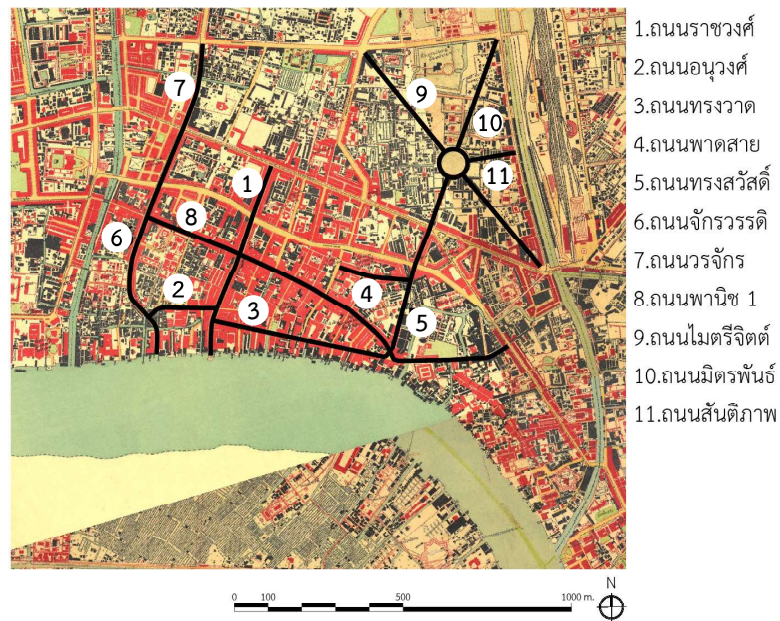 7
9
10
1
11
8
6
2
4
3
5
1.ถนนราชวงศ์
2.ถนนอนุวงศ์
3.ถนนทรงวาด
4.ถนนพาดสาย
5.ถนนทรงสวัสดิ์
6.ถนนจักรวรรดิ
7.ถนนวรจักร
8.ถนนพานิช 1
9.ถนนไมตรีจิตต์
10.ถนนมิตรพันธ์
11.ถนนสันติภาพ
0 100 500 1000 m.
N